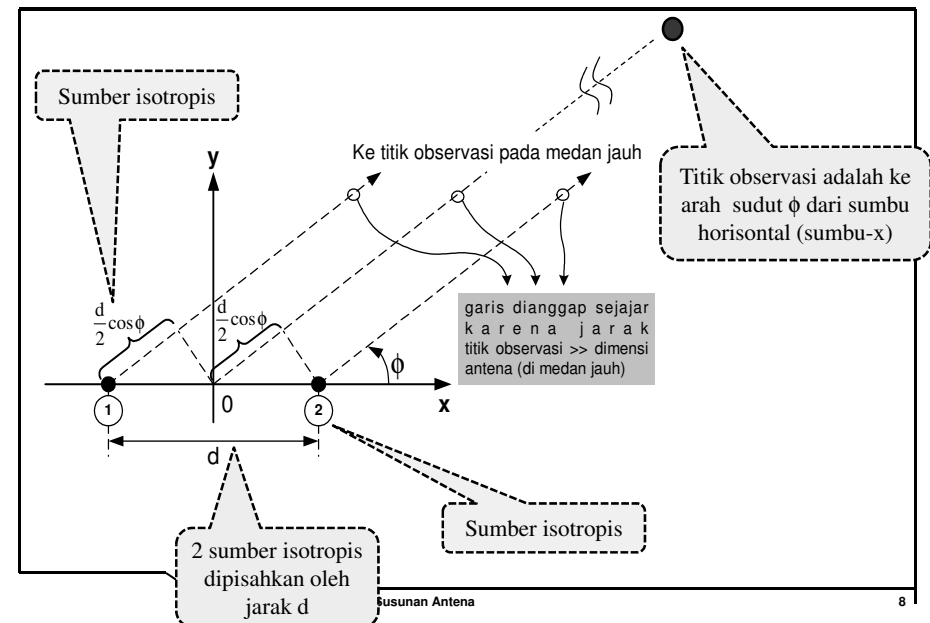 Sumber isotropis
Ke titik observasi pada medan jauh
y
Titik observasi adalah ke
arah sudut ϕ dari sumbu
horisontal (sumbu-x)
garis dianggap sejajar
karena jarak
titik observasi >> dimensi
antena (di medan jauh)
d/2 cosϕ
d/2 cosϕ
ϕ
1
0
2
x
d
Sumber isotropis
2 sumber isotropis
dipisahkan oleh
jarak d
Susunan Antena
8